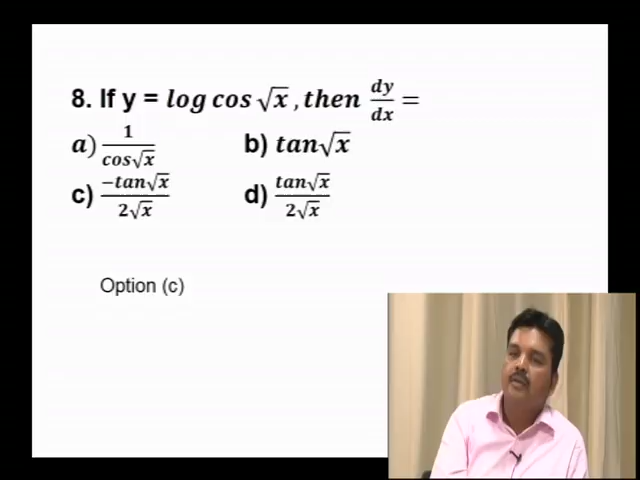 8. If y = log cos √x, then dy/dx =
a) 1/cos√x b) tan√x
c) -tan√x/2√x d) tan√x/2√x
Option (c)